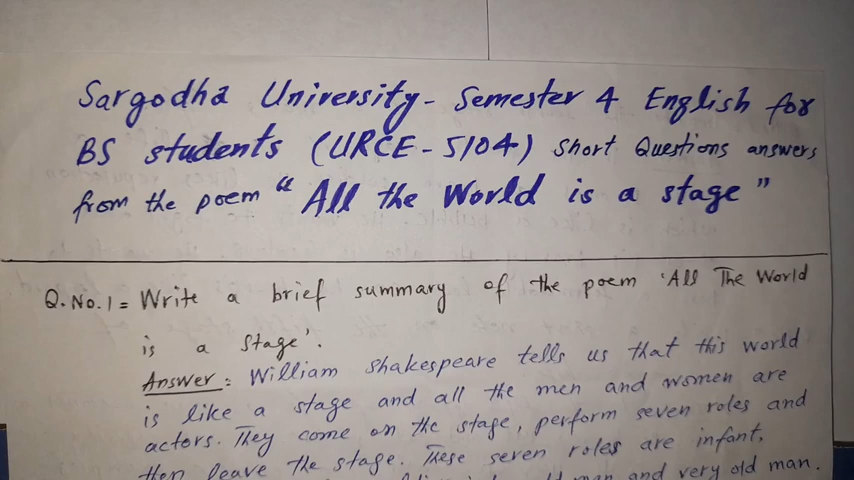 Sargodha University - Semester 4 English for
BS students (URCE - 5104) short Questions answers
from the poem "All the World is a stage"
Q. No. 1 = Write a brief summary of the poem 'All The World
is a Stage'.
Answer : William Shakespeare tells us that this world
is like a stage and all the men and women are
actors. They come on the stage, perform seven roles and
then leave the stage. These seven roles are infant,
man and very old man.